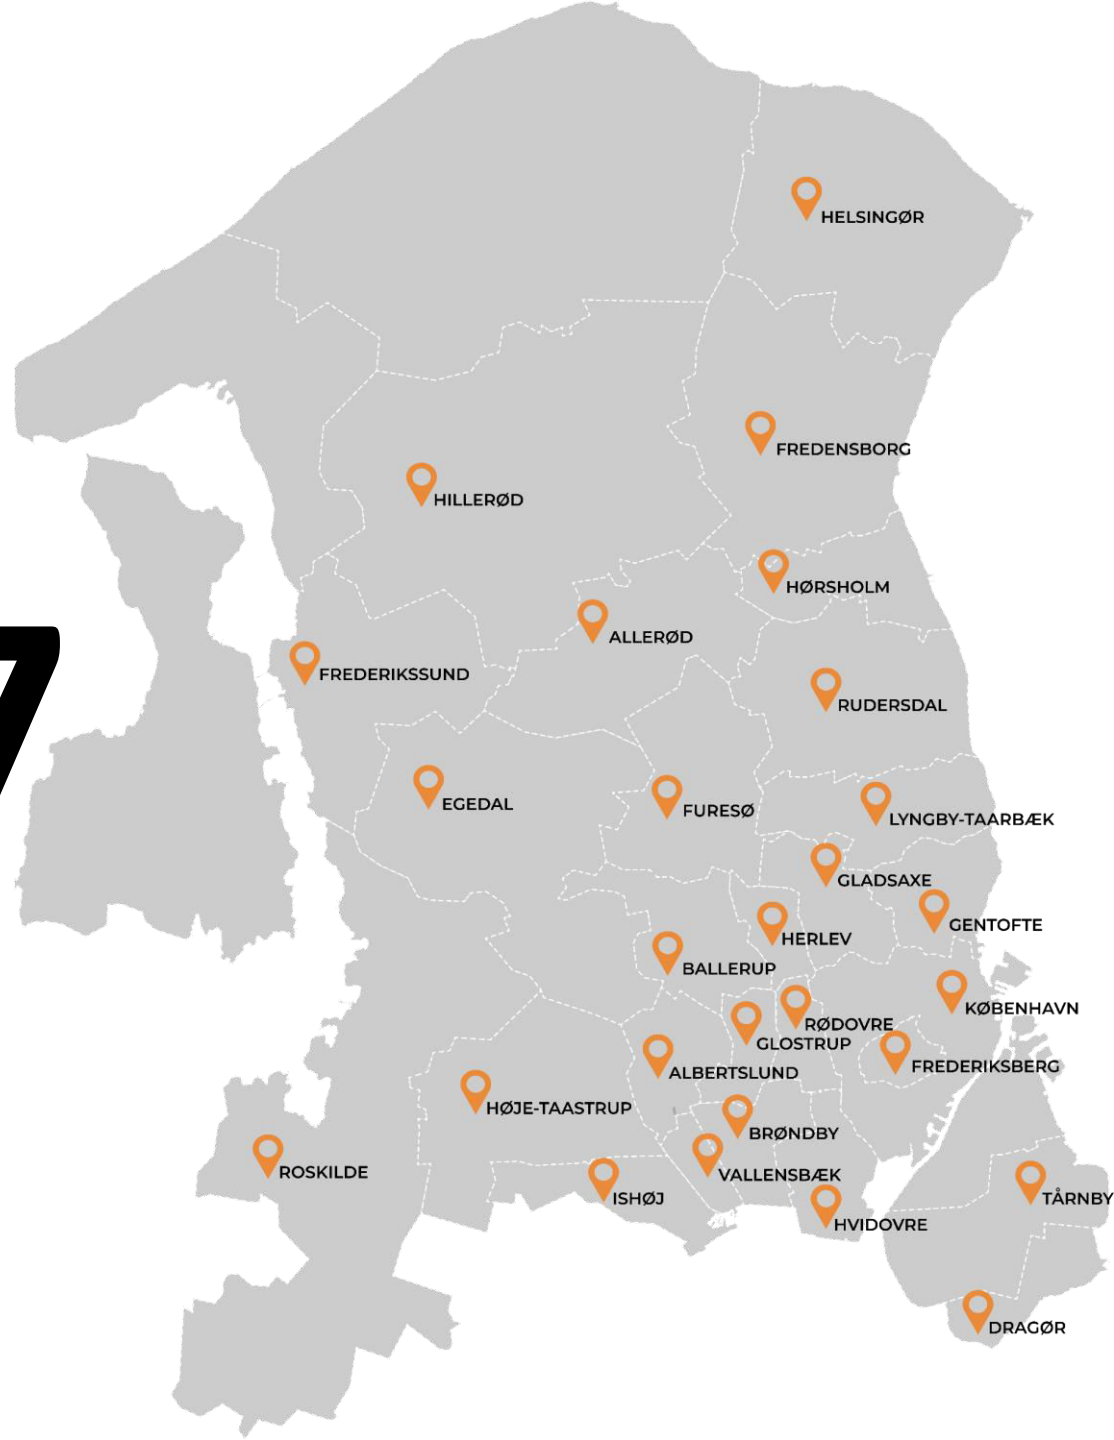 HELSINGØR
FREDENSBORG
HILLERØD
HØRSHOLM
ALLERØD
FREDERIKSSUND
7
RUDERSDAL
EGEDAL
FURESØ
LYNGBY-TAARBÆK
GLADSAXE
GENTOFTE
HERLEV
BALLERUP
KØBENHAVN
RØDOVRE
GLOSTRUP
FREDERIKSBERG
ALBERTSLUND
HØJE-TAASTRUP
BRØNDBY
ROSKILDE
VALLENSBÆK
ISHØJ
TÅRNBY
HVIDOVRE
DRAGØR